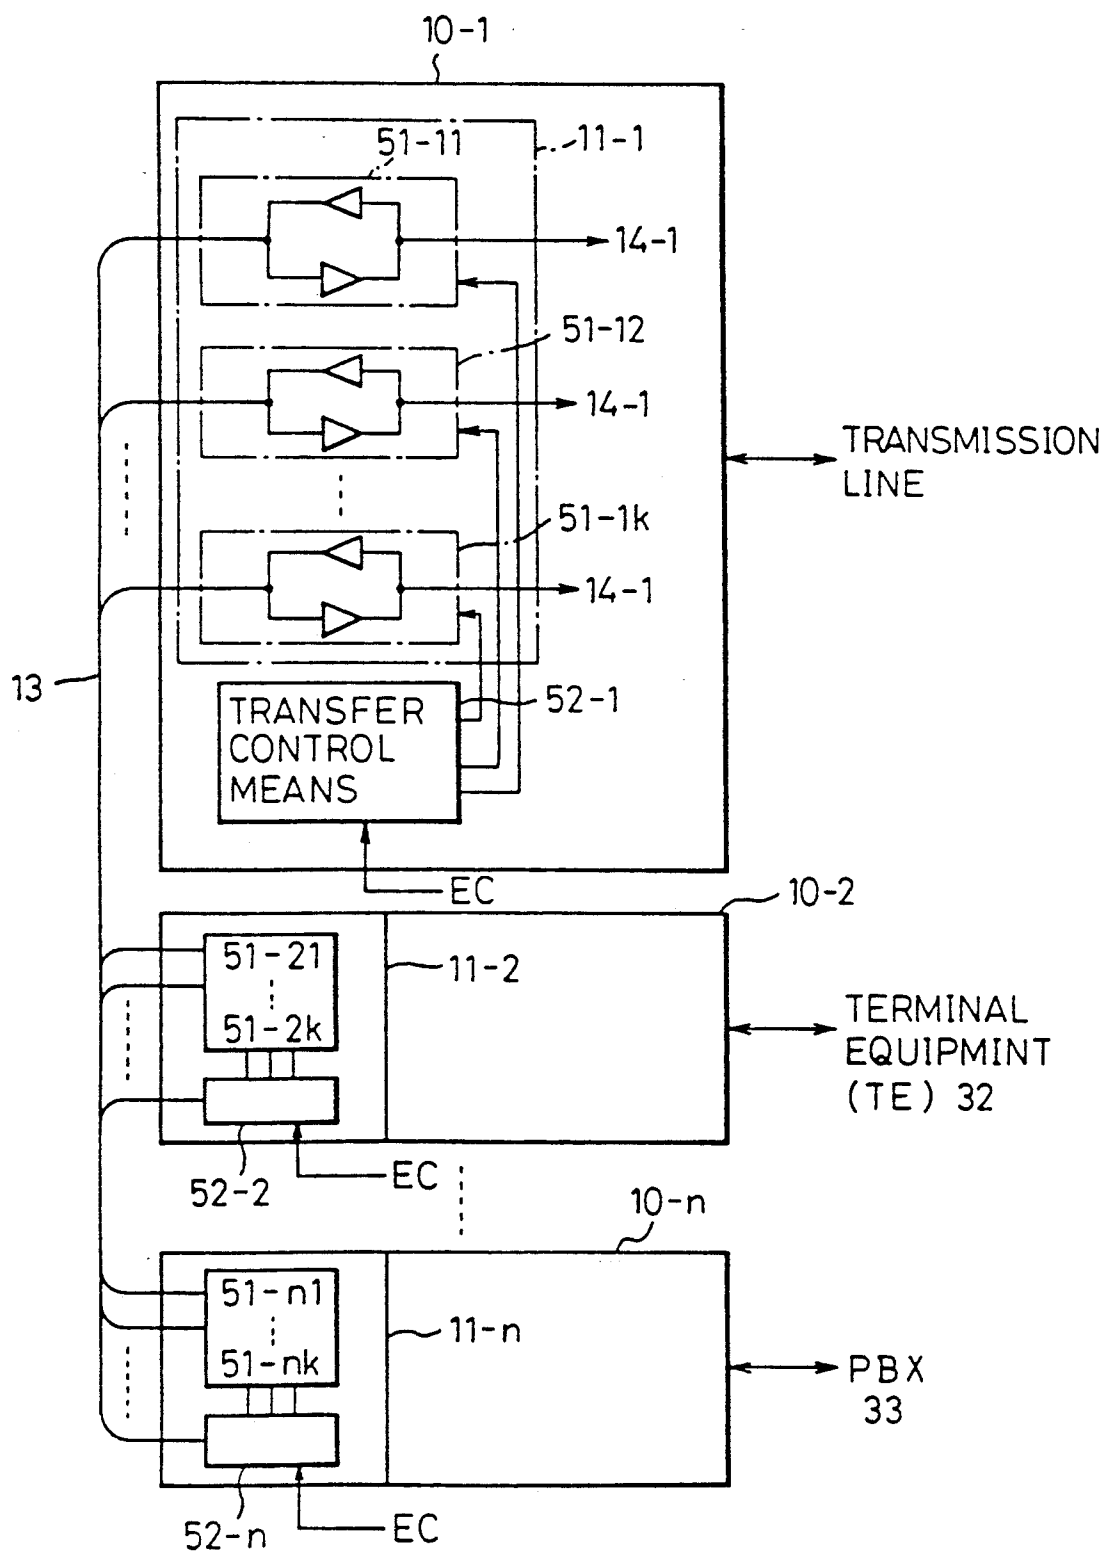 10-1
51-11
11-1
14-1
51-12
14-1
TRANSMISSION
LINE
51-1k
14-1
13
52-1
TRANSFER
CONTROL
MEANS
EC
10-2
51-21
11-2
51-2k
TERMINAL
EQUIPMINT
(TE) 32
52-2
EC
10-n
51-n1
11-n
51-nk
PBX
33
52-n
EC